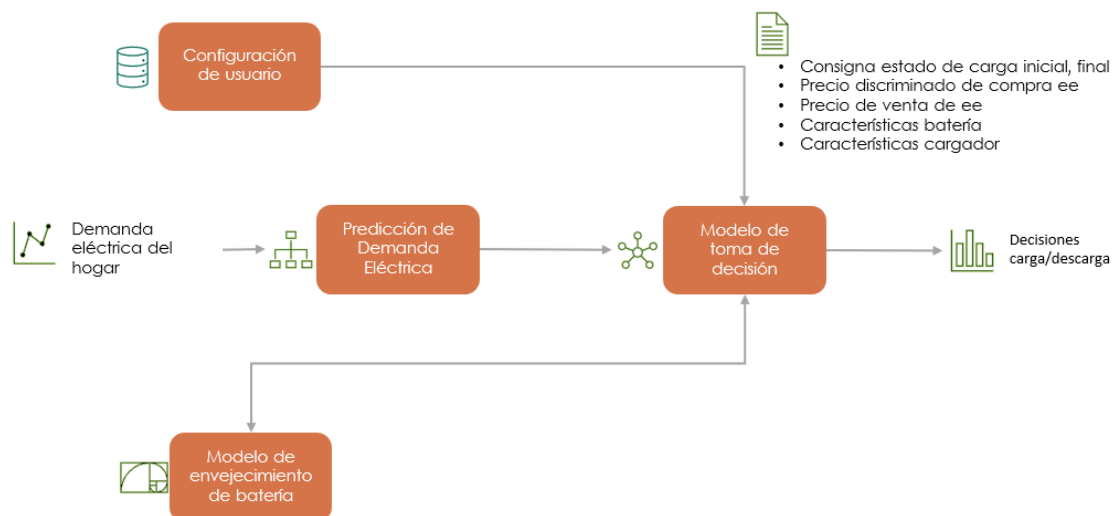 Configuración
de usuario
• Consigna estado de carga inicial, final
• Precio discriminado de compra ee
• Precio de venta de ee
• Características batería
• Características cargador
Demanda
eléctrica del
hogar
Predicción de
Demanda
Eléctrica
Modelo de
toma de
decisión
Decisiones
carga/descarga
Modelo de
envejecimiento
de batería